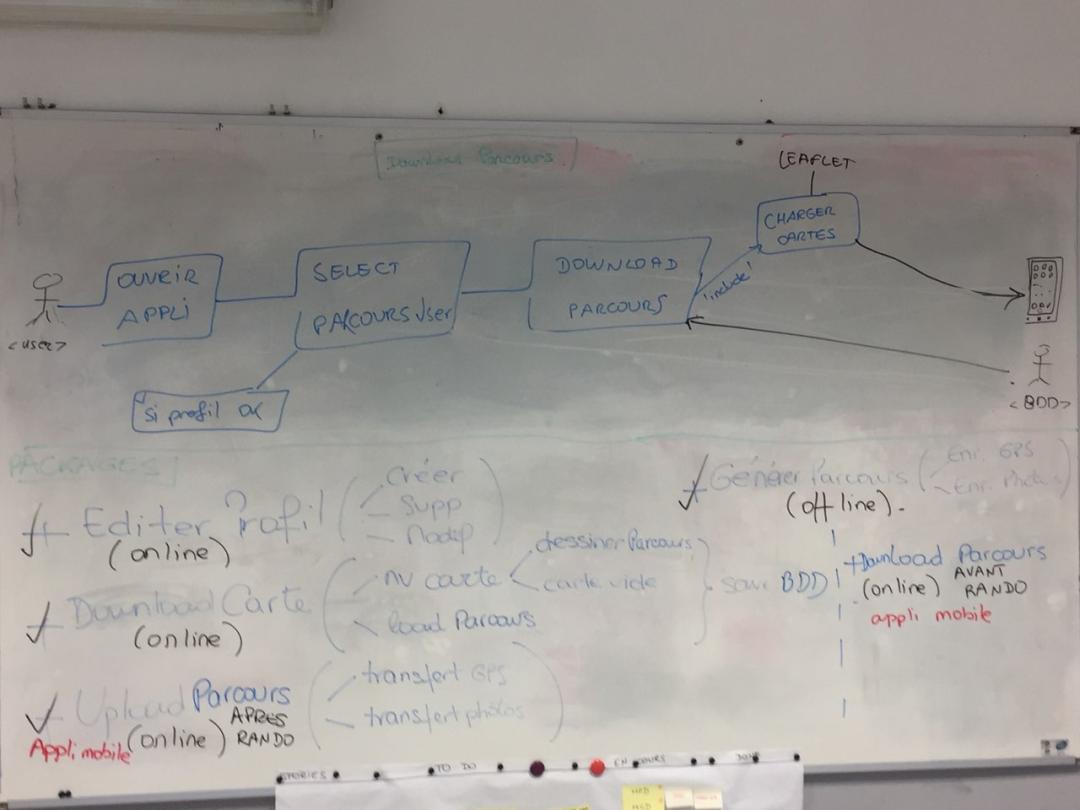 Download Parcours
LEAFLET
CHARGER
CARTES
OUVRIR
APPLI
SELECT
PARCOURS User
DOWNLOAD
PARCOURS
"include"
<USER>
si profil OK
<BDD>
PACKAGES
+ Editer Profil
(online)
Créer
Supp
Modif
+ Download Carte
(online)
nv carte
dessiner Parcours
carte vide
load Parcours
save BDD
+ Upload Parcours
(online)
APRES
RANDO
Appli mobile
transfert GPS
transfert photos
+ Générer Parcours
(offline).
Enr. GPS
Enr. Photos
+ Download Parcours
(online)
AVANT
RANDO
appli mobile
STORIES
TO DO
EN COURS
DONE